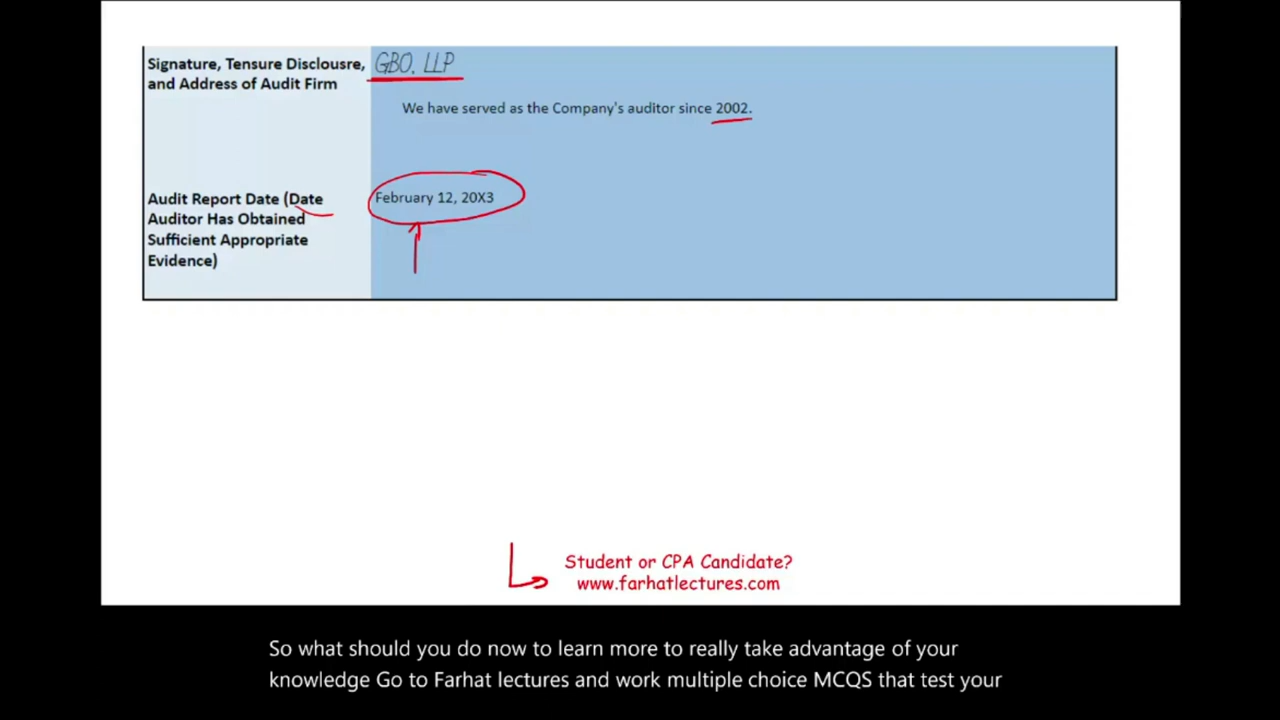 Signature, Tensure Disclousre,
and Address of Audit Firm
GBO, LLP
We have served as the Company's auditor since 2002.
Audit Report Date (Date
Auditor Has Obtained
Sufficient Appropriate
Evidence)
February 12, 20X3
Student or CPA Candidate?
www.farhatlectures.com
So what should you do now to learn more to really take advantage of your
knowledge Go to Farhat lectures and work multiple choice MCQS that test your